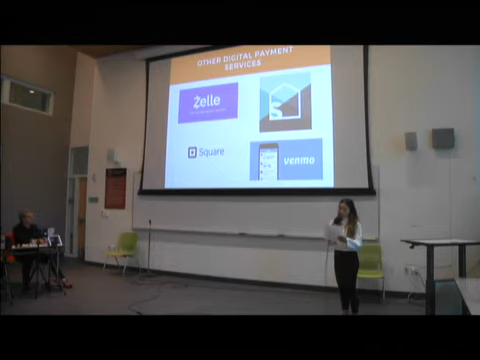 OTHER DIGITAL PAYMENT
SERVICES
Zelle
Square
venmo